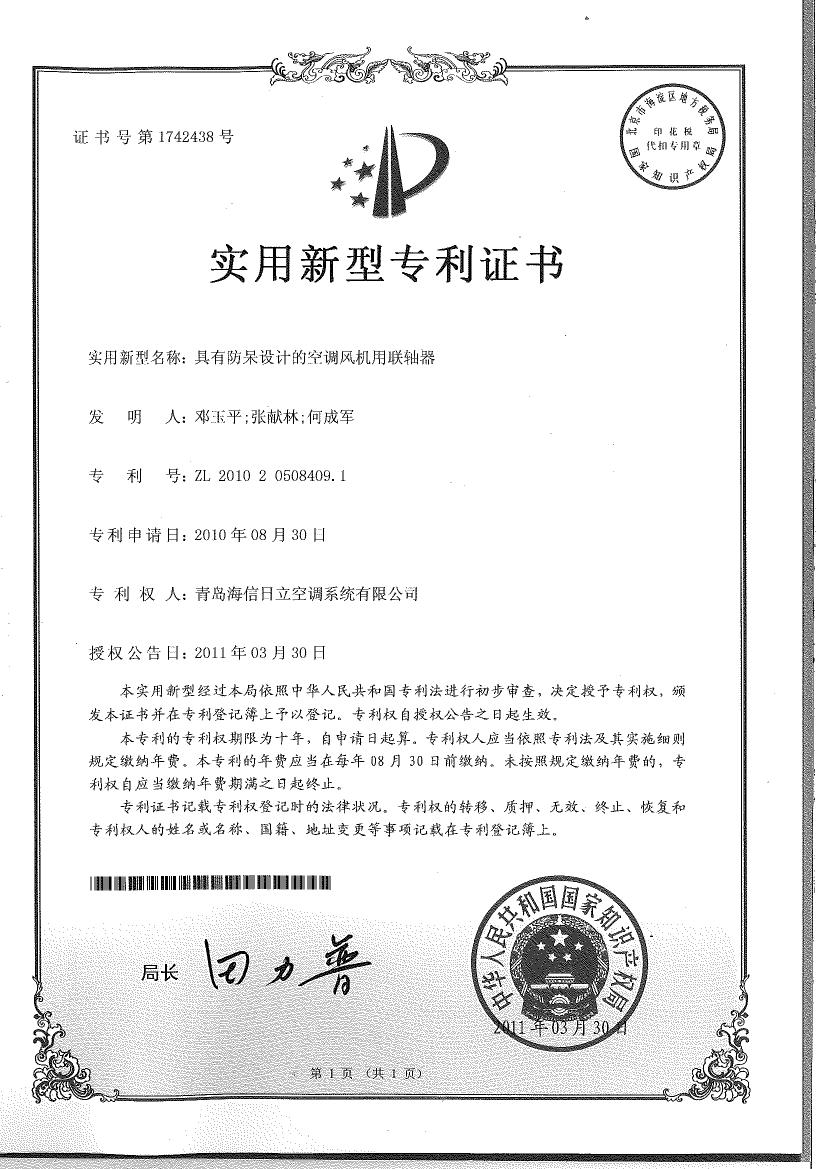 证书号第1742438号
北京市海淀区地方税务局
印花税
代扣专用章
国家知识产权局
实用新型专利证书
实用新型名称：具有防呆设计的空调风机用联轴器
发 明 人：邓玉平;张献林;何成军
专 利 号：ZL 2010 2 0508409.1
专利申请日：2010年08月30日
专 利 权 人：青岛海信日立空调系统有限公司
授权公告日：2011年03月30日
本实用新型经过本局依照中华人民共和国专利法进行初步审查，决定授予专利权，颁
发本证书并在专利登记簿上予以登记。专利权自授权公告之日起生效。
本专利的专利权期限为十年，自申请日起算。专利权人应当依照专利法及其实施细则
规定缴纳年费。本专利的年费应当在每年08月30日前缴纳。未按照规定缴纳年费的，专
利权自应当缴纳年费期满之日起终止。
专利证书记载专利权登记时的法律状况。专利权的转移、质押、无效、终止、恢复和
专利权人的姓名或名称、国籍、地址变更等事项记载在专利登记簿上。
局长 田力普
中华人民共和国国家知识产权局
2011年03月30日
第1页（共1页）